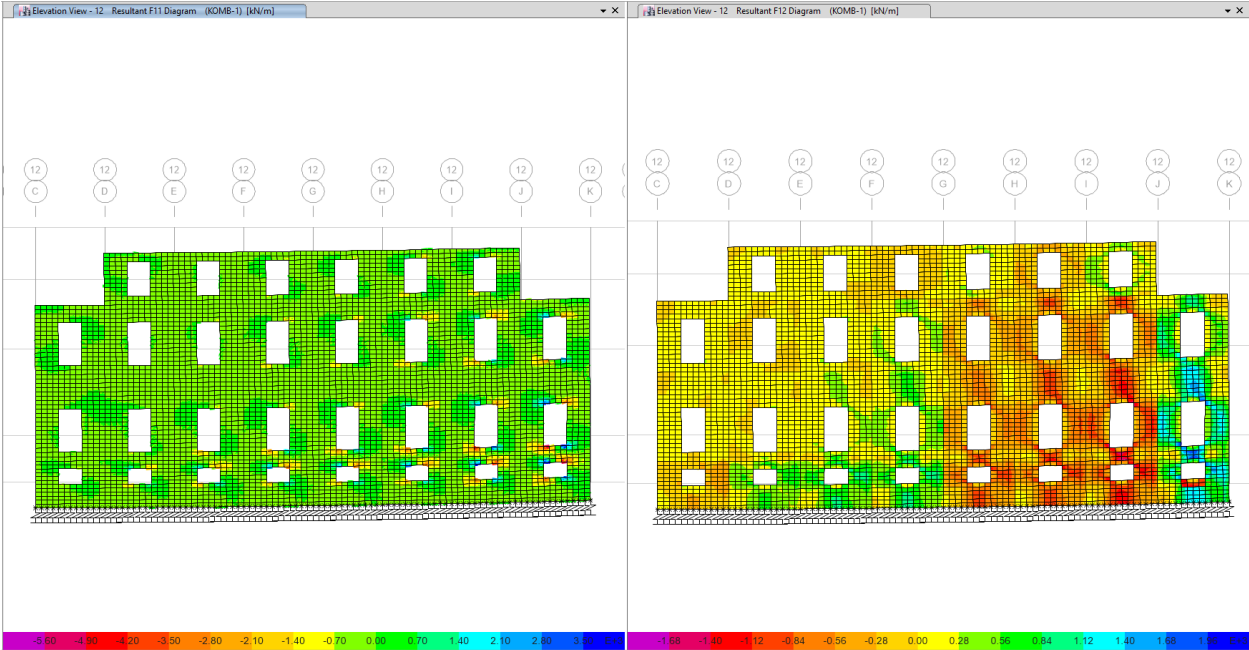 Elevation View - 12 Resultant F11 Diagram (KOMB-1) [kN/m]
Elevation View - 12 Resultant F12 Diagram (KOMB-1) [kN/m]
12 12 12 12 12 12 12 12 12
C D E F G H I J K
12 12 12 12 12 12 12 12 12
C D E F G H I J K
-5.60 -4.90 -4.20 -3.50 -2.80 -2.10 -1.40 -0.70 0.00 0.70 1.40 2.10 2.80
-1.68 -1.40 -1.12 -0.84 -0.56 -0.28 0.00 0.28 0.56 0.84 1.12 1.40 1.68